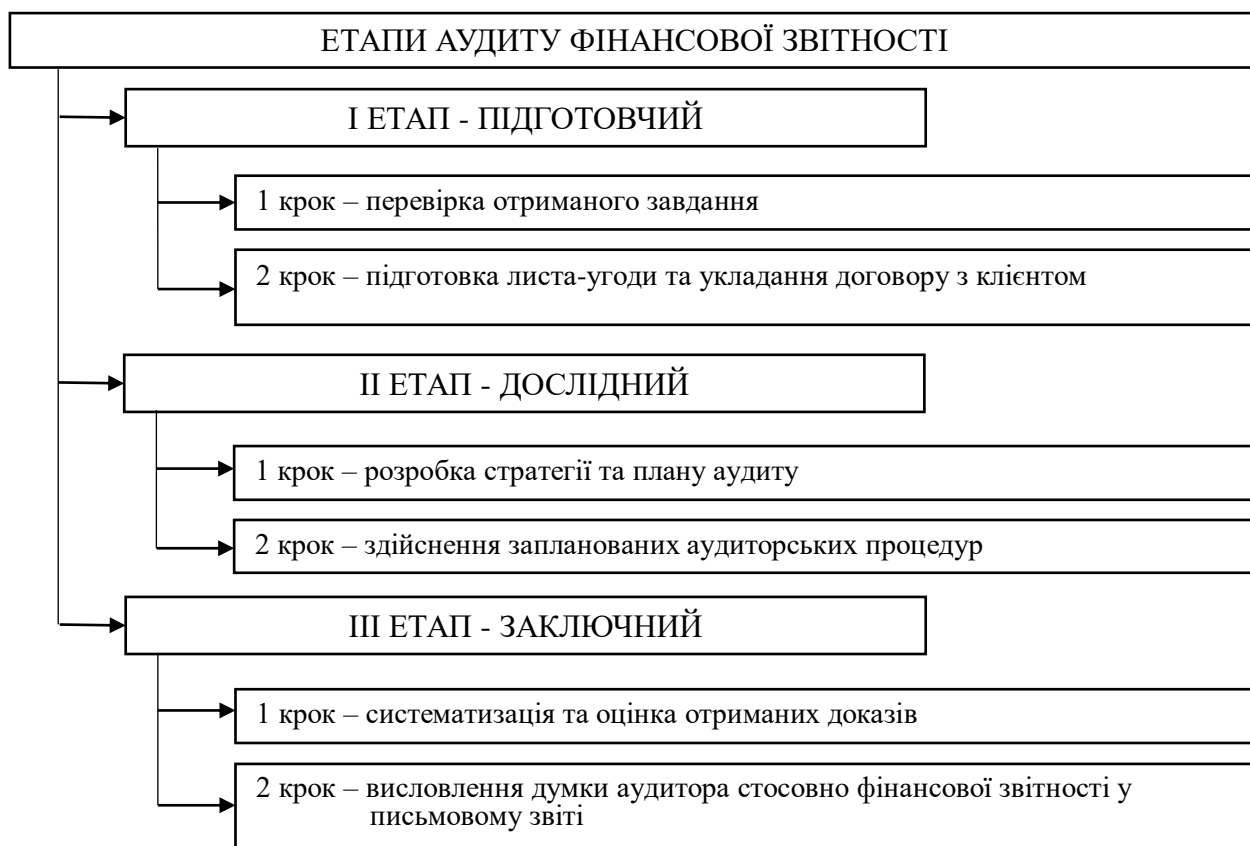 ЕТАПИ АУДИТУ ФІНАНСОВОЇ ЗВІТНОСТІ
І ЕТАП - ПІДГОТОВЧИЙ
1 крок – перевірка отриманого завдання
2 крок – підготовка листа-угоди та укладання договору з клієнтом
ІІ ЕТАП - ДОСЛІДНИЙ
1 крок – розробка стратегії та плану аудиту
2 крок – здійснення запланованих аудиторських процедур
ІІІ ЕТАП - ЗАКЛЮЧНИЙ
1 крок – систематизація та оцінка отриманих доказів
2 крок – висловлення думки аудитора стосовно фінансової звітності у
письмовому звіті